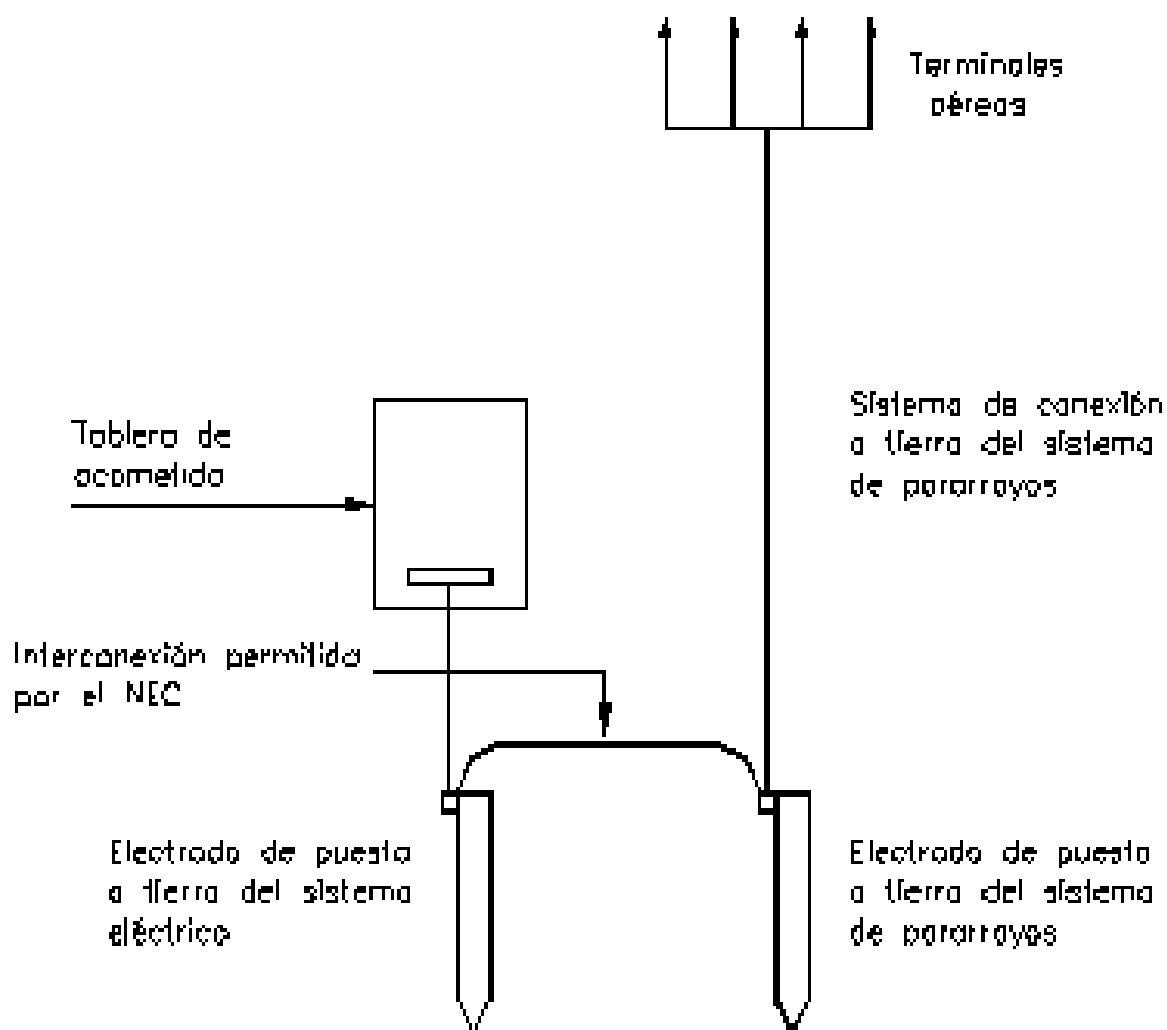 Terminales
aéreas
Sistema de conexión
a tierra del sistema
de pararrayos
Tablero de
acometida
Interconexión permitida
por el NEC
Electrodo de puesta
a tierra del sistema
eléctrico
Electrodo de puesta
a tierra del sistema
de pararrayos